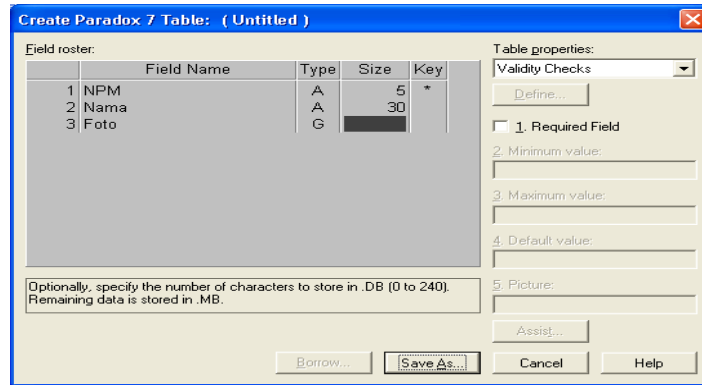 Create Paradox 7 Table: ( Untitled )
Field roster:
Field Name Type Size Key
1 NPM A 5 *
2 Nama A 30
3 Foto G
Optionally, specify the number of characters to store in .DB (0 to 240).
Remaining data is stored in .MB.
Borrow...
Save As...
Table properties:
Validity Checks
Define...
1. Required Field
2. Minimum value:
3. Maximum value:
4. Default value:
5. Picture:
Assist...
Cancel
Help